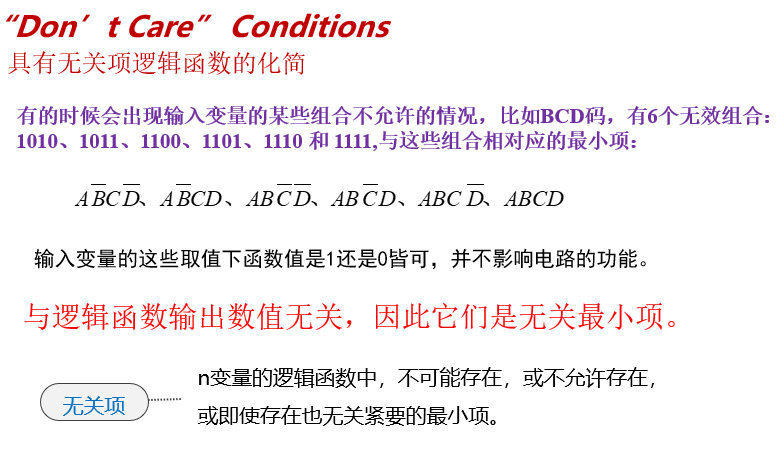 “Don’t Care” Conditions
具有无关项逻辑函数的化简
有的时候会出现输入变量的某些组合不允许的情况，比如BCD码，有6个无效组合：
1010、1011、1100、1101、1110 和 1111,与这些组合相对应的最小项：
AB̅CD̅、AB̅CD、ABC̅D̅、ABC̅D、ABCD̅、ABCD
输入变量的这些取值下函数值是1还是0皆可，并不影响电路的功能。
与逻辑函数输出数值无关，因此它们是无关最小项。
n变量的逻辑函数中，不可能存在，或不允许存在，
无关项
或即使存在也无关紧要的最小项。